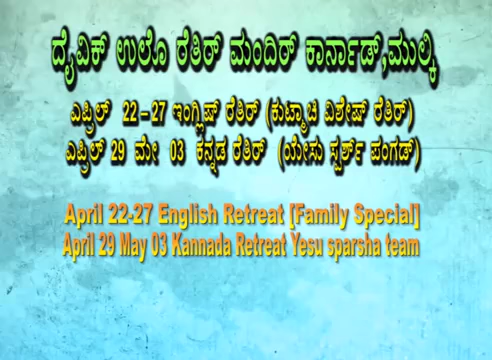 ದೈವಿಕ್ ಉಲೊ ರೆತಿರ್ ಮಂದಿರ್ ಕಾರ್ನಾಡ್,ಮುಲ್ಕಿ
ಎಪ್ರಿಲ್ 22-27 ಇಂಗ್ಲಿಷ್ ರೆತಿರ್ (ಕುಟ್ಮಾಚಿ ವಿಶೇಷ್ ರೆತಿರ್)
ಎಪ್ರಿಲ್ 29 ಮೇ 03 ಕನ್ನಡ ರೆತಿರ್ (ಯೇಸು ಸ್ಪರ್ಶ್ ಪಂಗಡ್)
April 22-27 English Retreat [Family Special]
April 29 May 03 Kannada Retreat Yesu sparsha team